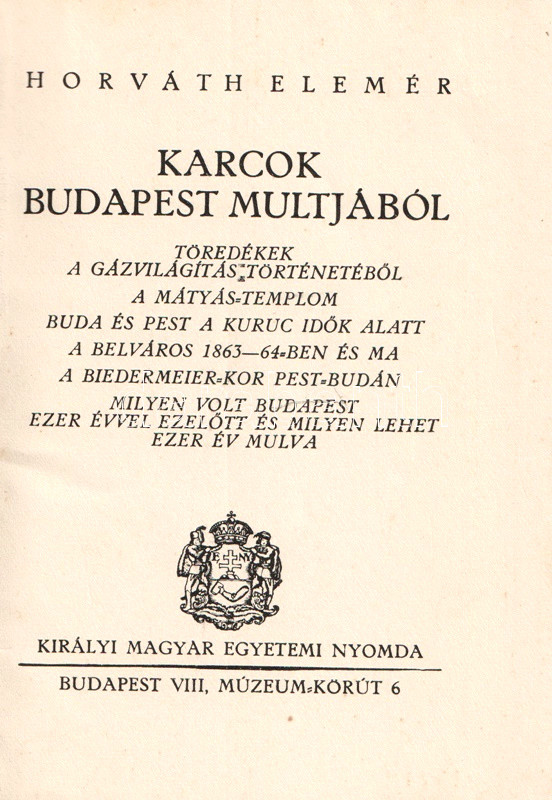 HORVÁTH ELEMÉR
KARCOK
BUDAPEST MULTJÁBÓL
TÖREDÉKEK
A GÁZVILÁGÍTÁS TÖRTÉNETÉBŐL
A MÁTYÁS-TEMPLOM
BUDA ÉS PEST A KURUC IDŐK ALATT
A BELVÁROS 1863—64-BEN ÉS MA
A BIEDERMEIER-KOR PEST-BUDÁN
MILYEN VOLT BUDAPEST
EZER ÉVVEL EZELŐTT ÉS MILYEN LEHET
EZER ÉV MULVA
E NY
KIRÁLYI MAGYAR EGYETEMI NYOMDA
BUDAPEST VIII, MÚZEUM-KÖRÚT 6